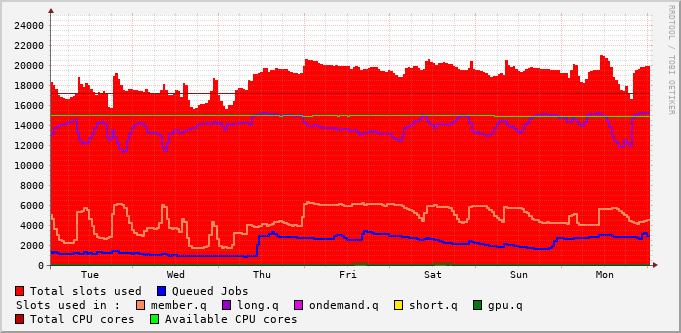 RRDTOOL / TOBI OETIKER
24000
22000
20000
18000
16000
14000
12000
10000
8000
6000
4000
2000
0
Tue Wed Thu Fri Sat Sun Mon
Total slots used Queued Jobs
Slots used in : member.q long.q ondemand.q short.q gpu.q
Total CPU cores Available CPU cores